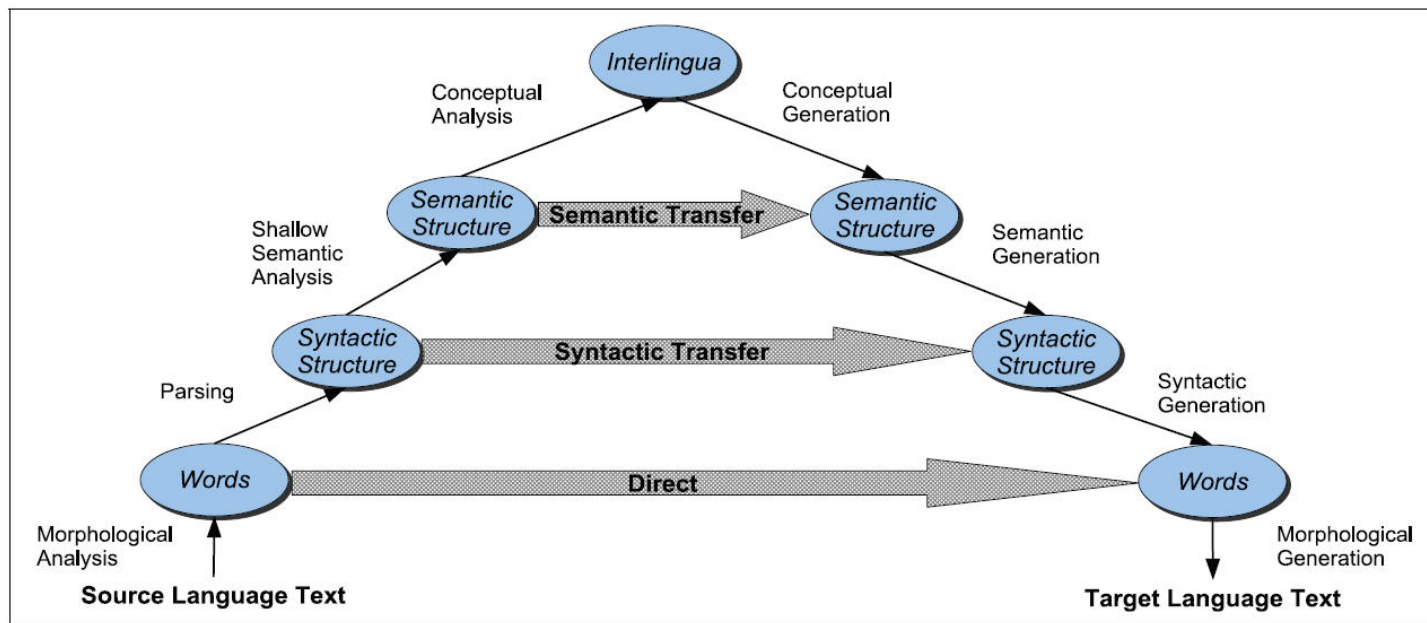 Interlingua
Conceptual
Analysis
Conceptual
Generation
Semantic
Structure
Semantic Transfer
Semantic
Structure
Shallow
Semantic
Analysis
Semantic
Generation
Syntactic
Structure
Syntactic Transfer
Syntactic
Structure
Parsing
Syntactic
Generation
Words
Direct
Words
Morphological
Analysis
Morphological
Generation
Source Language Text
Target Language Text